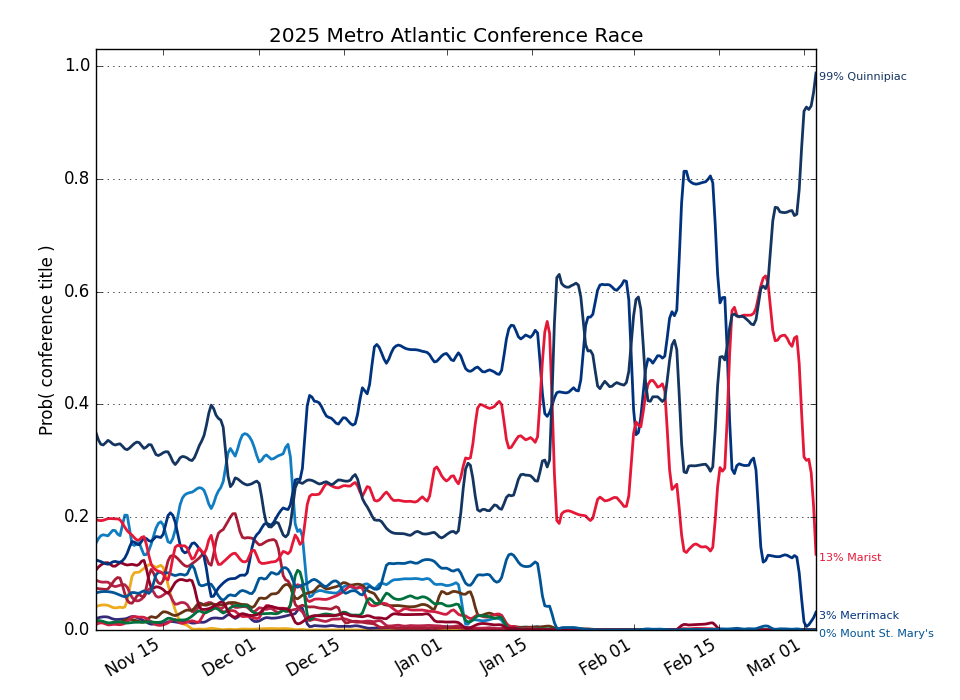 2025 Metro Atlantic Conference Race
Prob( conference title )
1.0
0.8
0.6
0.4
0.2
0.0
Nov 15
Dec 01
Dec 15
Jan 01
Jan 15
Feb 01
Feb 15
Mar 01
99% Quinnipiac
13% Marist
3% Merrimack
0% Mount St. Mary's